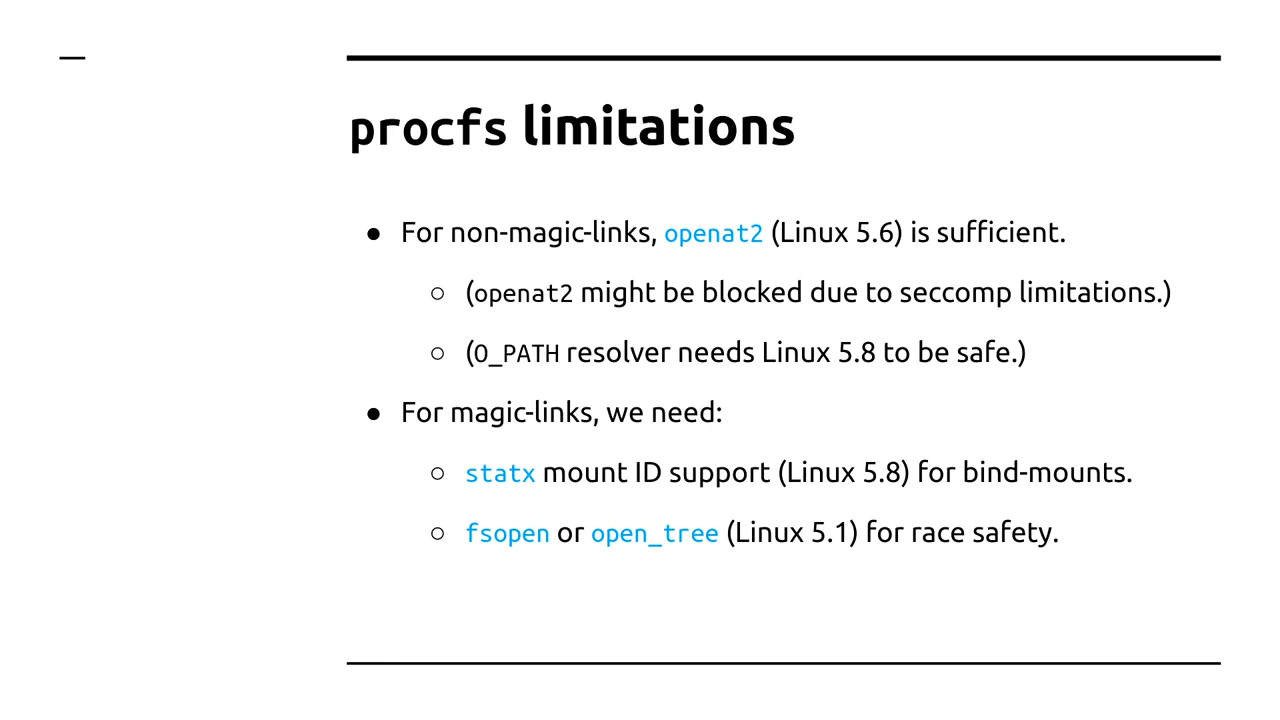 procfs limitations
● For non-magic-links, openat2 (Linux 5.6) is sufficient.
○ (openat2 might be blocked due to seccomp limitations.)
○ (O_PATH resolver needs Linux 5.8 to be safe.)
● For magic-links, we need:
○ statx mount ID support (Linux 5.8) for bind-mounts.
○ fsopen or open_tree (Linux 5.1) for race safety.